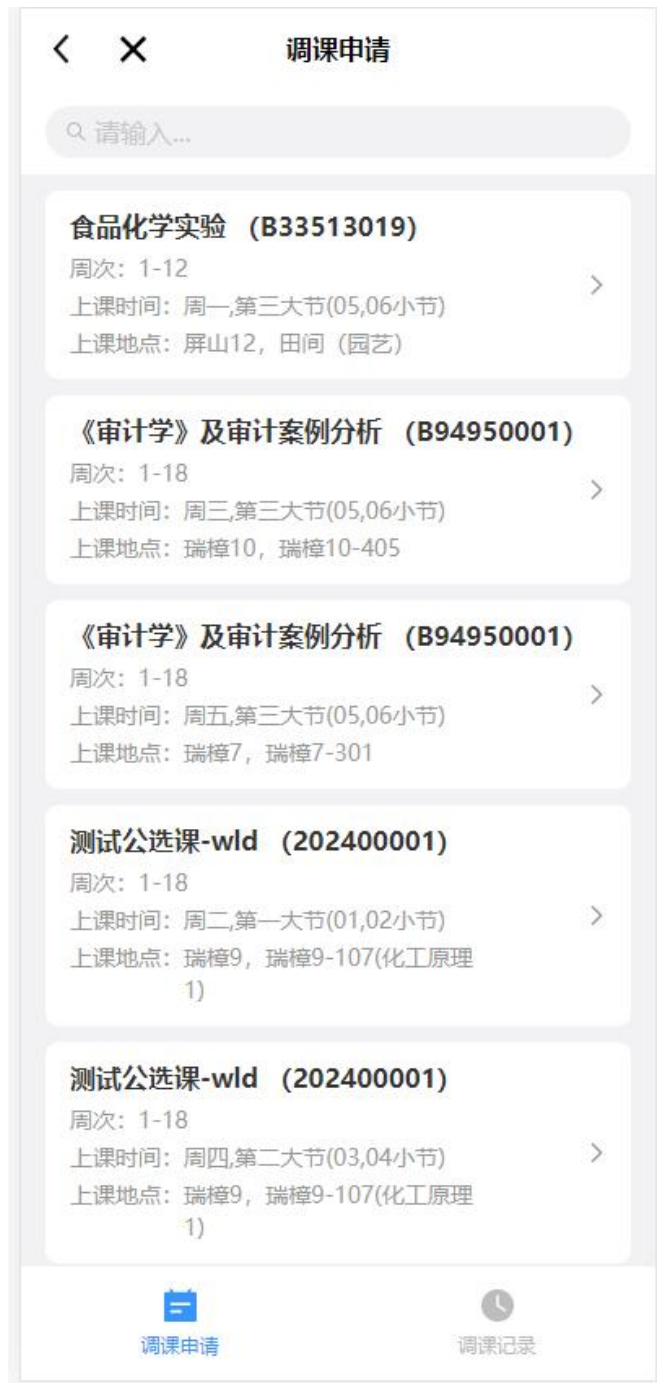 调课申请
请输入...
食品化学实验 （B33513019）
周次：1-12
上课时间：周一,第三大节(05,06小节)
上课地点：屏山12，田间（园艺）
《审计学》及审计案例分析 （B94950001）
周次：1-18
上课时间：周三,第三大节(05,06小节)
上课地点：瑞樟10，瑞樟10-405
《审计学》及审计案例分析 （B94950001）
周次：1-18
上课时间：周五,第三大节(05,06小节)
上课地点：瑞樟7，瑞樟7-301
测试公选课-wld （202400001）
周次：1-18
上课时间：周二,第一大节(01,02小节)
上课地点：瑞樟9，瑞樟9-107(化工原理
1)
测试公选课-wld （202400001）
周次：1-18
上课时间：周四,第二大节(03,04小节)
上课地点：瑞樟9，瑞樟9-107(化工原理
1)
调课申请 调课记录